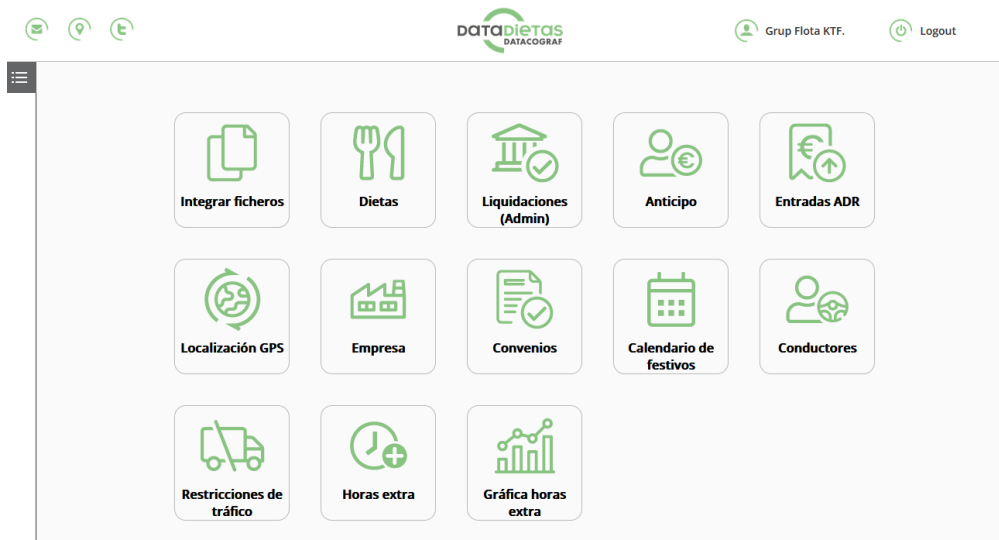 DATADIETAS
DATACOGRAF
Grup Flota KTF.
Logout
Integrar ficheros
Dietas
Liquidaciones
(Admin)
Anticipo
Entradas ADR
Localización GPS
Empresa
Convenios
Calendario de
festivos
Conductores
Restricciones de
tráfico
Horas extra
Gráfica horas
extra